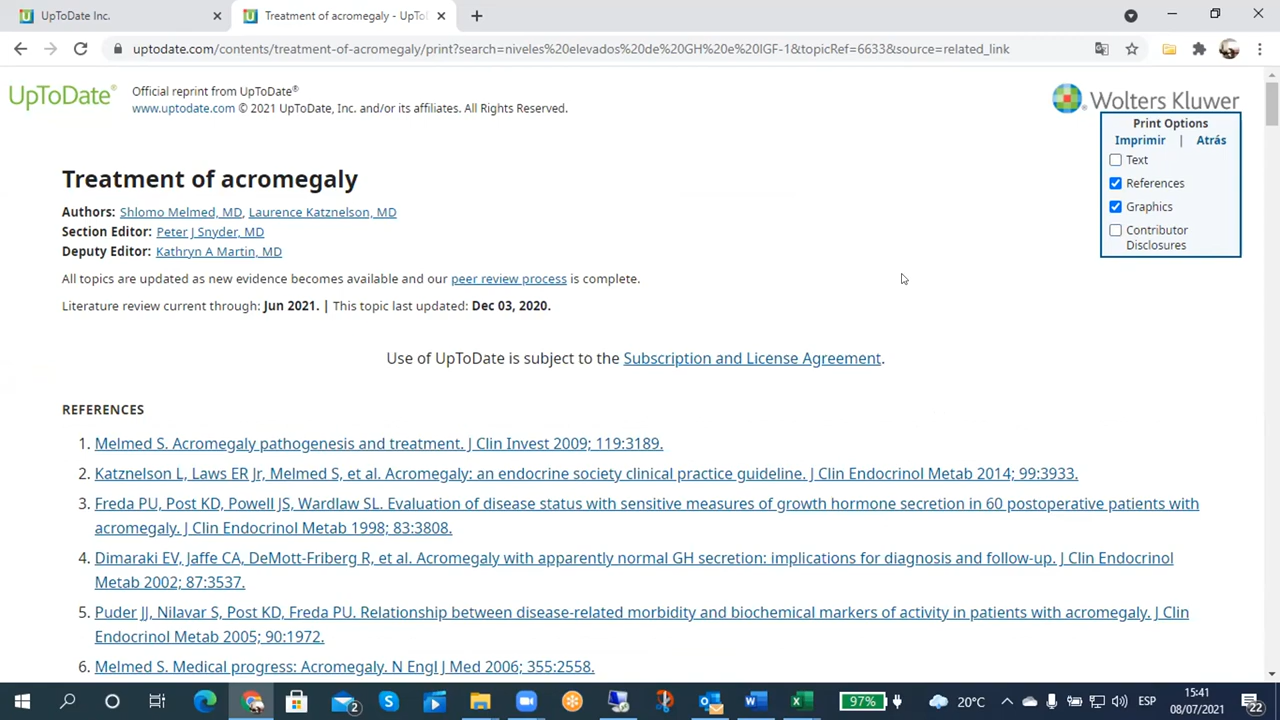 UpToDate Inc.
Treatment of acromegaly - UpToD
uptodate.com/contents/treatment-of-acromegaly/print?search=niveles%20elevados%20de%20GH%20e%20IGF-1&topicRef=6633&source=related_link
UpToDate®
Official reprint from UpToDate®
www.uptodate.com © 2021 UpToDate, Inc. and/or its affiliates. All Rights Reserved.
Wolters Kluwer
Print Options
Imprimir | Atrás
Text
References
Graphics
Contributor
Disclosures
Treatment of acromegaly
Authors: Shlomo Melmed, MD, Laurence Katznelson, MD
Section Editor: Peter J Snyder, MD
Deputy Editor: Kathryn A Martin, MD
All topics are updated as new evidence becomes available and our peer review process is complete.
Literature review current through: Jun 2021. | This topic last updated: Dec 03, 2020.
Use of UpToDate is subject to the Subscription and License Agreement.
REFERENCES
1. Melmed S. Acromegaly pathogenesis and treatment. J Clin Invest 2009; 119:3189.
2. Katznelson L, Laws ER Jr, Melmed S, et al. Acromegaly: an endocrine society clinical practice guideline. J Clin Endocrinol Metab 2014; 99:3933.
3. Freda PU, Post KD, Powell JS, Wardlaw SL. Evaluation of disease status with sensitive measures of growth hormone secretion in 60 postoperative patients with
acromegaly. J Clin Endocrinol Metab 1998; 83:3808.
4. Dimaraki EV, Jaffe CA, DeMott-Friberg R, et al. Acromegaly with apparently normal GH secretion: implications for diagnosis and follow-up. J Clin Endocrinol
Metab 2002; 87:3537.
5. Puder JJ, Nilavar S, Post KD, Freda PU. Relationship between disease-related morbidity and biochemical markers of activity in patients with acromegaly. J Clin
Endocrinol Metab 2005; 90:1972.
6. Melmed S. Medical progress: Acromegaly. N Engl J Med 2006; 355:2558.
2
97%
20°C
ESP
15:41
08/07/2021
22